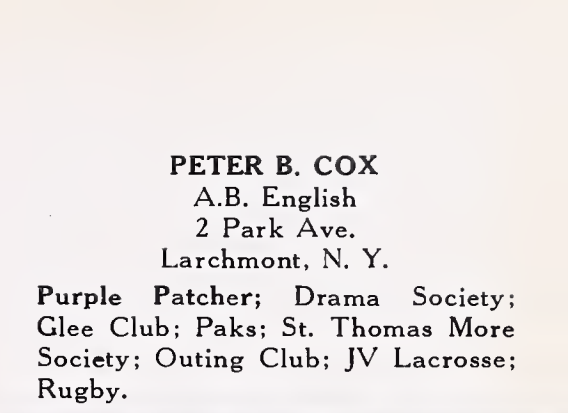 PETER B. COX
A.B. English
2 Park Ave.
Larchmont, N. Y.
Purple Patcher; Drama Society;
Glee Club; Paks; St. Thomas More
Society; Outing Club; JV Lacrosse;
Rugby.